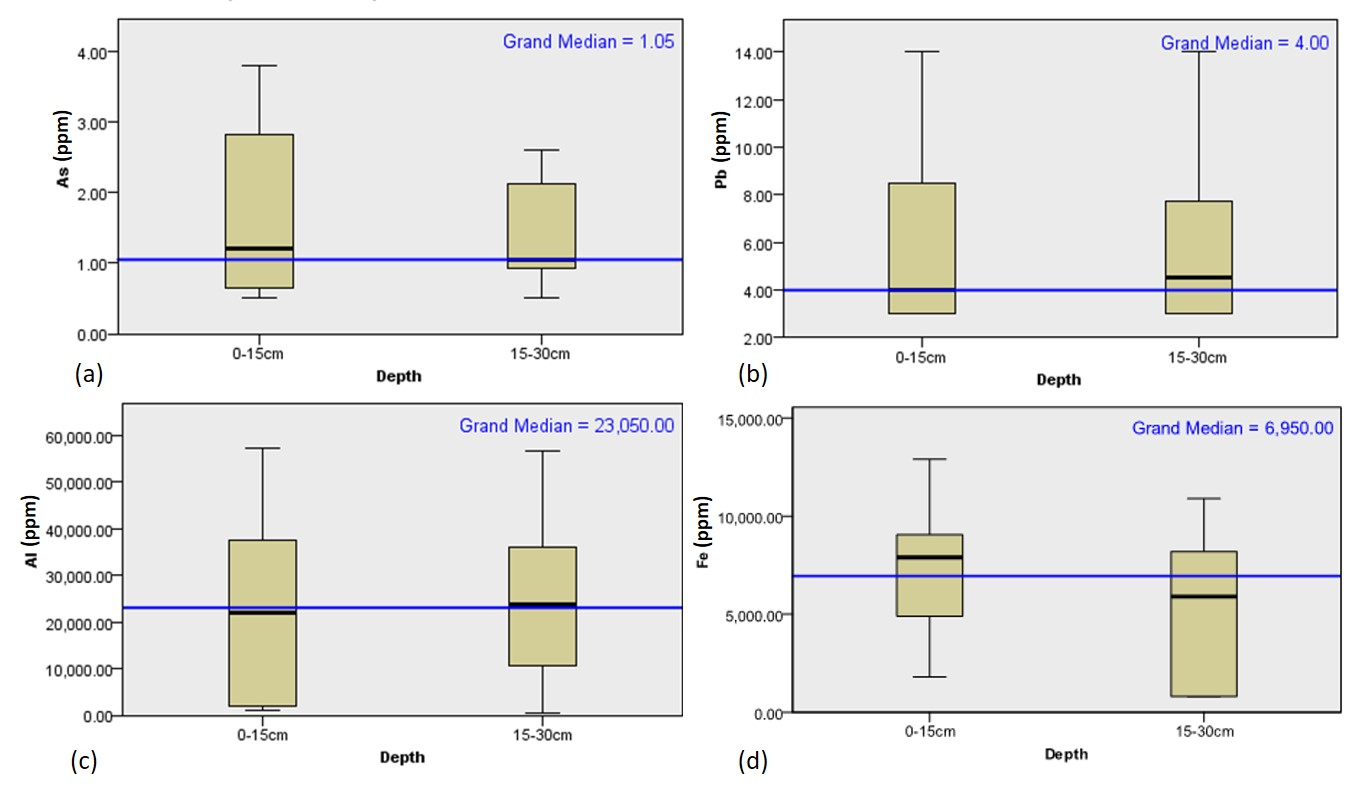 Grand Median = 1.05
4.00
3.00
2.00
1.00
0.00
As (ppm)
0-15cm
15-30cm
Depth
(a)
Grand Median = 4.00
14.00
12.00
10.00
8.00
6.00
4.00
2.00
Pb (ppm)
0-15cm
15-30cm
Depth
(b)
Grand Median = 23,050.00
60,000.00
50,000.00
40,000.00
30,000.00
20,000.00
10,000.00
0.00
Al (ppm)
0-15cm
15-30cm
Depth
(c)
Grand Median = 6,950.00
15,000.00
10,000.00
5,000.00
0.00
Fe (ppm)
0-15cm
15-30cm
Depth
(d)